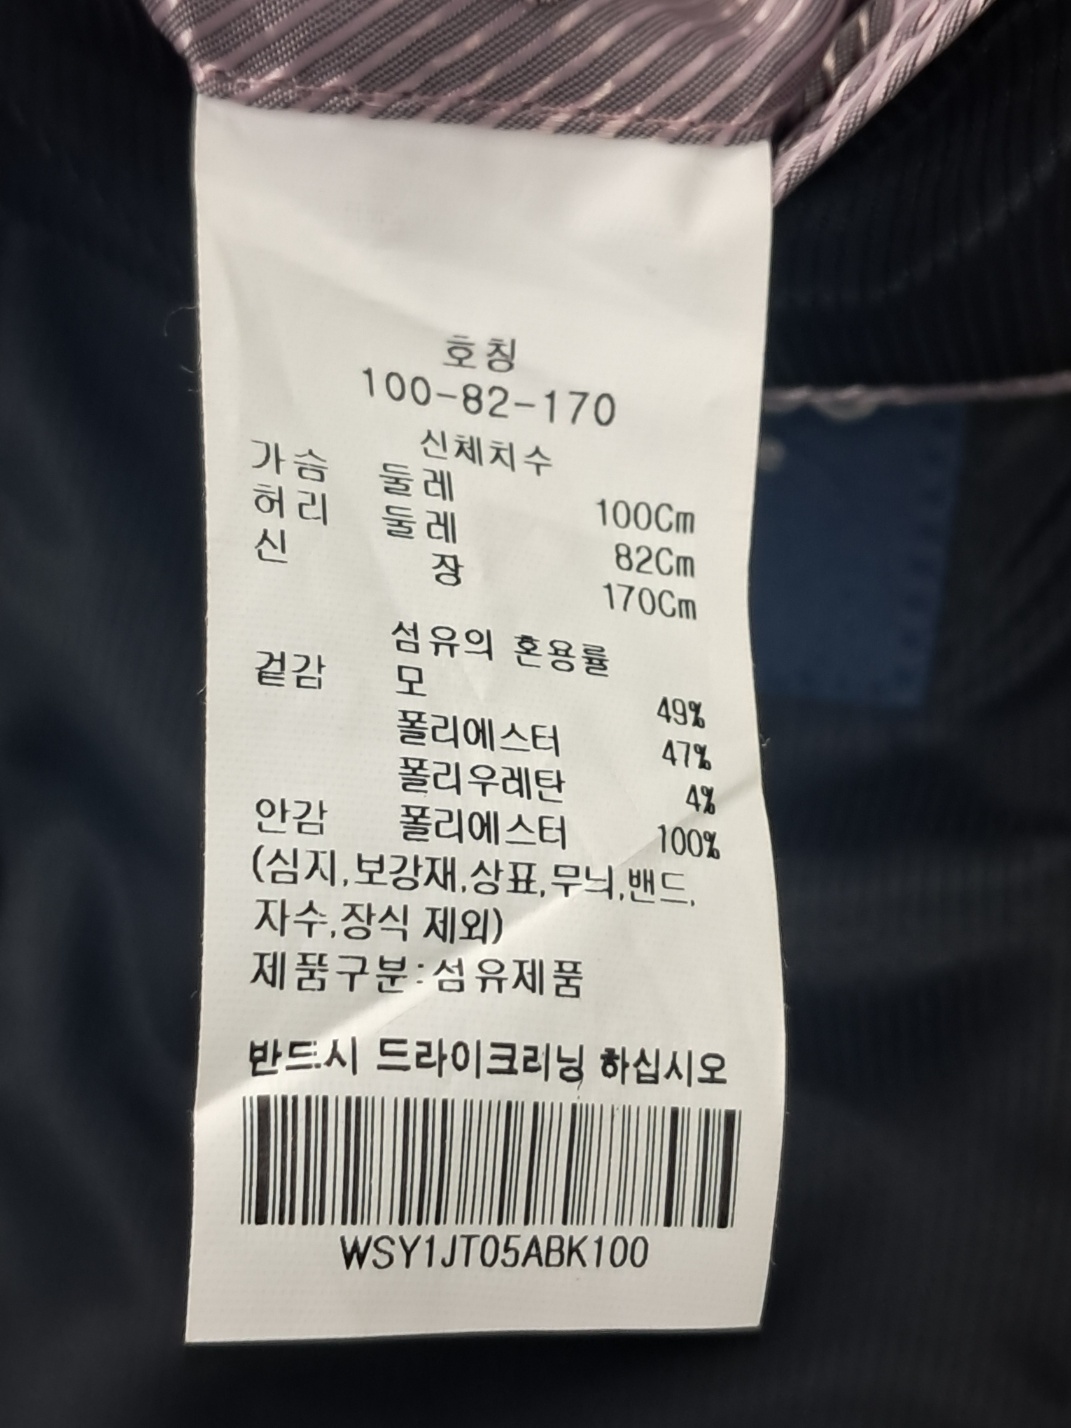 호칭
100-82-170
신체치수
가슴 둘레 100Cm
허리 둘레 82Cm
신 장 170Cm
섬유의 혼용률
겉감 모 49%
폴리에스터 47%
폴리우레탄 4%
안감 폴리에스터 100%
(심지,보강재,상표,무늬,밴드,
자수,장식 제외)
제품구분:섬유제품
반드시 드라이크리닝 하십시오
WSY1JT05ABK100